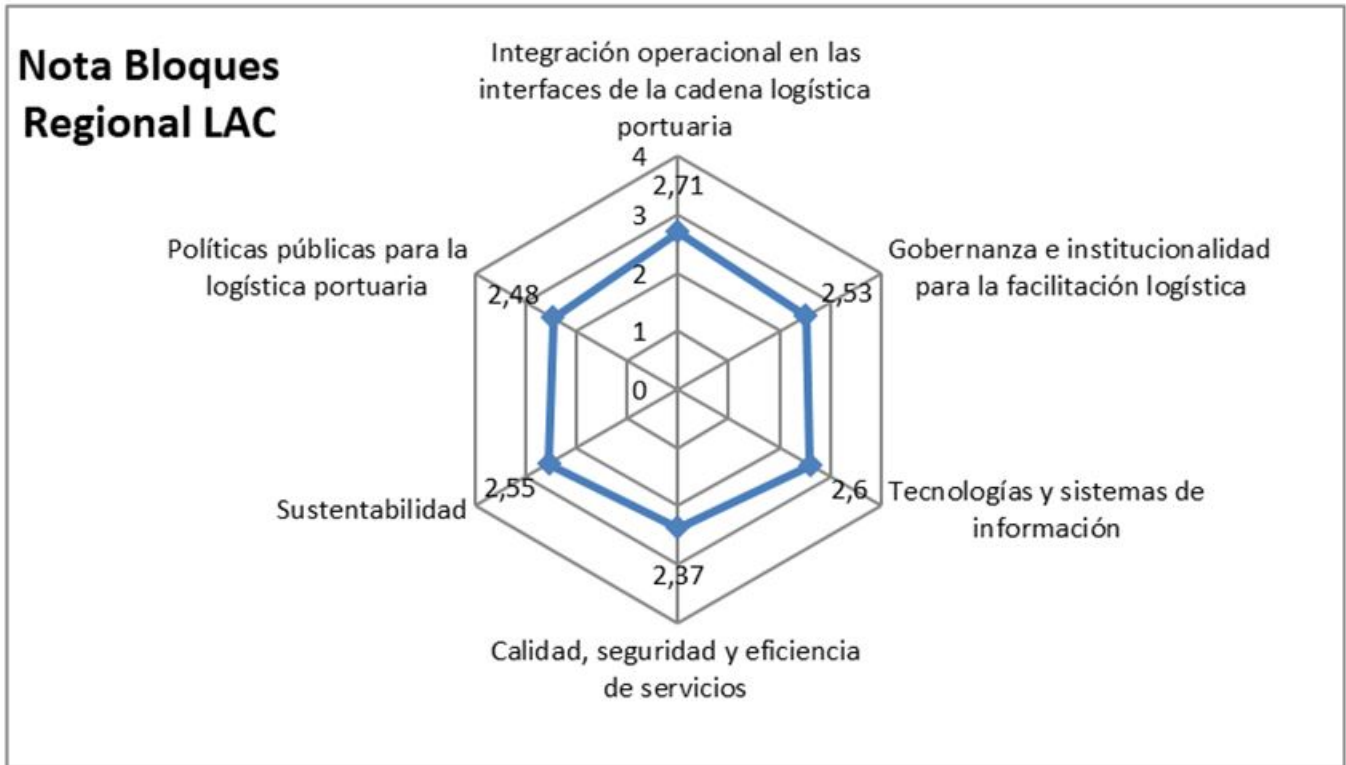 Nota Bloques
Regional LAC
Integración operacional en las
interfaces de la cadena logística
portuaria
4
2,71
3
2
1
0
Gobernanza e institucionalidad
para la facilitación logística
2,53
Tecnologías y sistemas de
información
2,6
Calidad, seguridad y eficiencia
de servicios
2,37
Sustentabilidad
2,55
Políticas públicas para la
logística portuaria
2,48